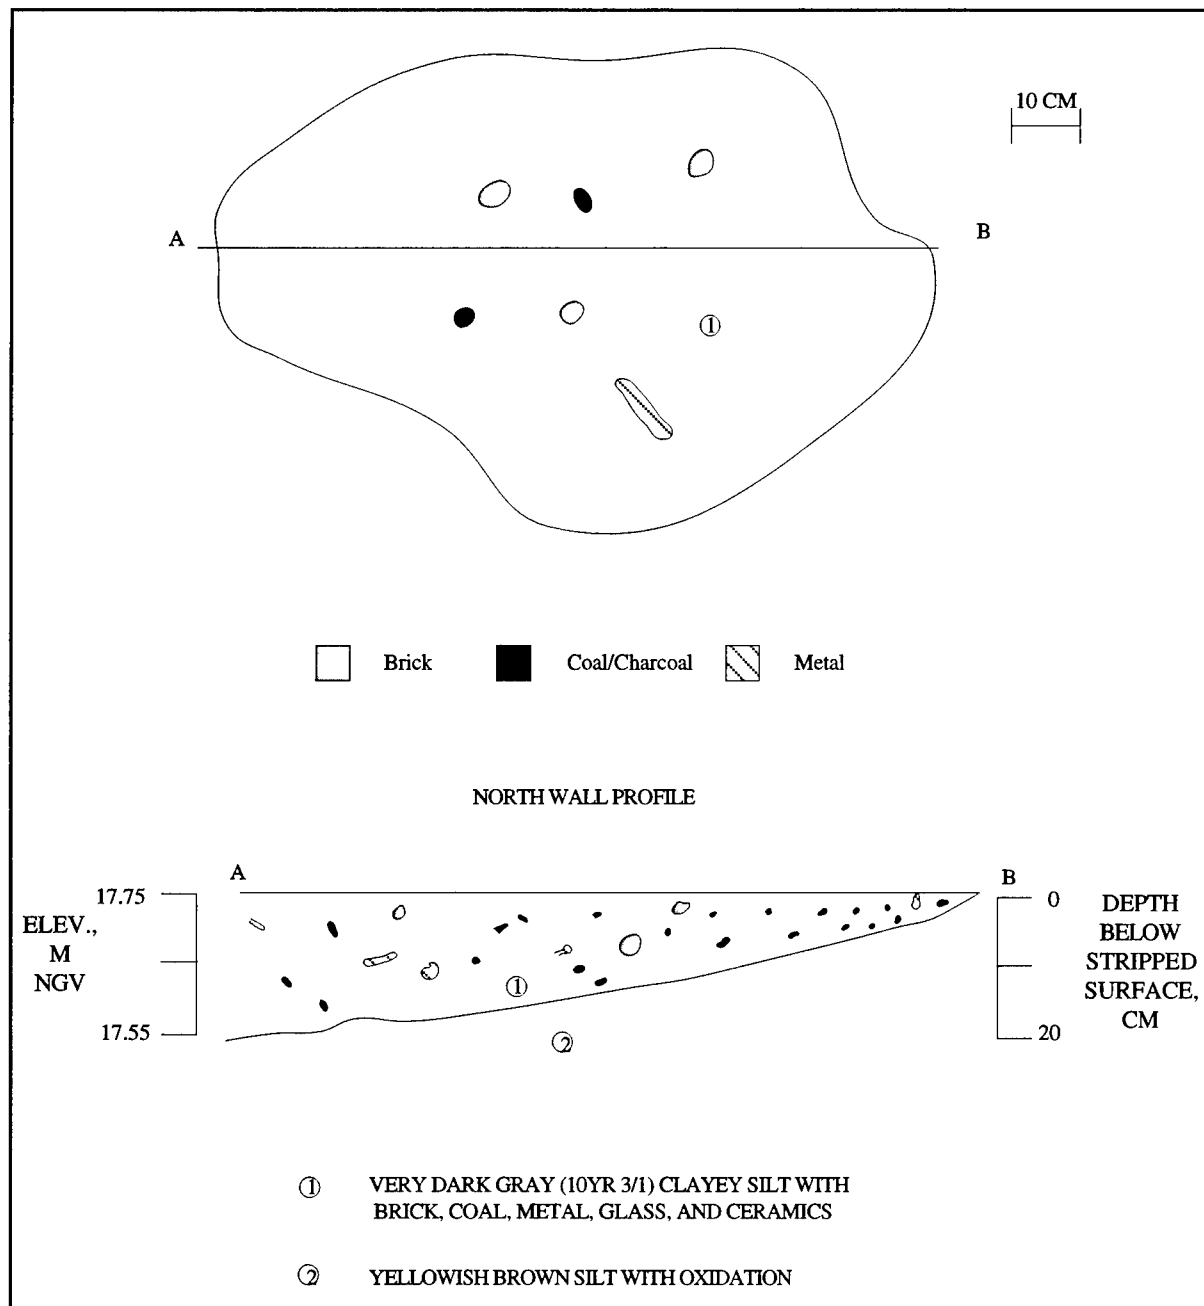 10 CM
A
B
1
Brick
Coal/Charcoal
Metal
NORTH WALL PROFILE
A
B
17.75
0
ELEV.,
M
NGV
DEPTH
BELOW
STRIPPED
SURFACE,
CM
1
17.55
20
2
1 VERY DARK GRAY (10YR 3/1) CLAYEY SILT WITH
BRICK, COAL, METAL, GLASS, AND CERAMICS
2 YELLOWISH BROWN SILT WITH OXIDATION